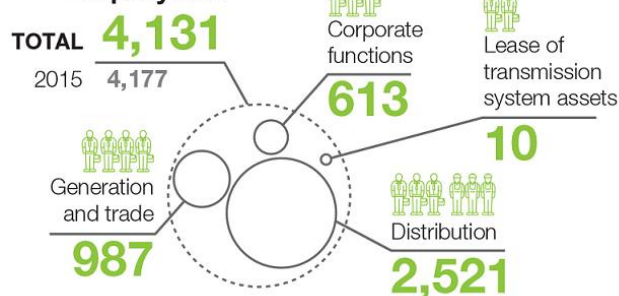 TOTAL 4,131
2015 4,177
Corporate
functions
613
Lease of
transmission
system assets
10
Generation
and trade
987
Distribution
2,521